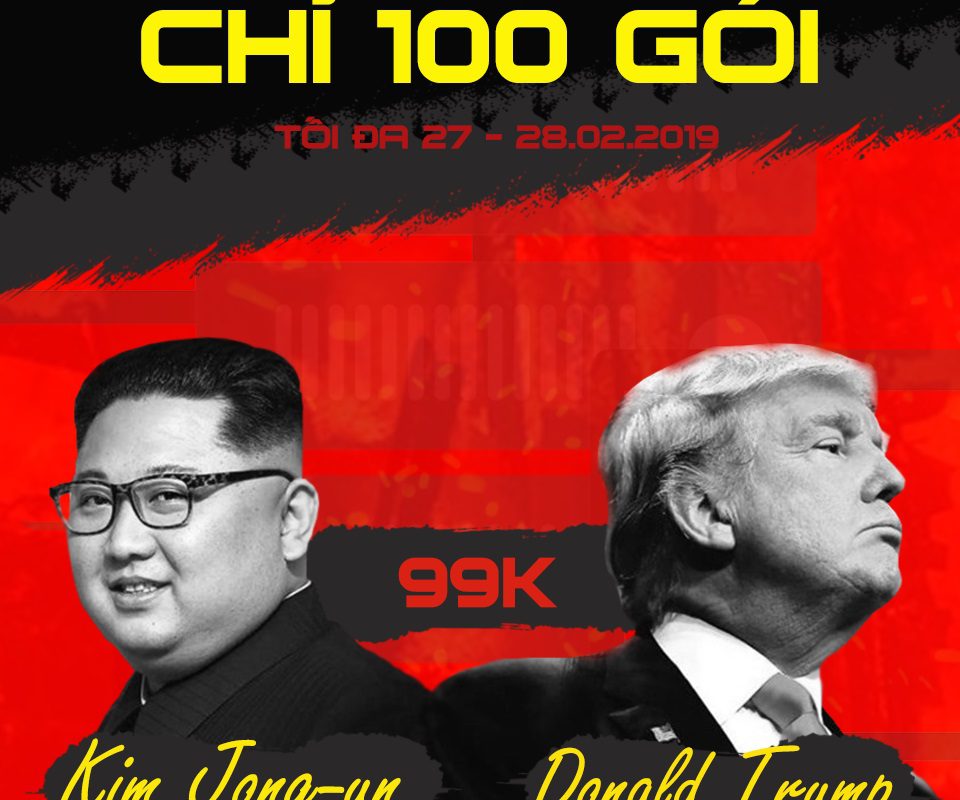 CHỈ 100 GÓI
TỐI ĐA 27 - 28.02.2019
99K
Kim Jong-un
Donald Trump